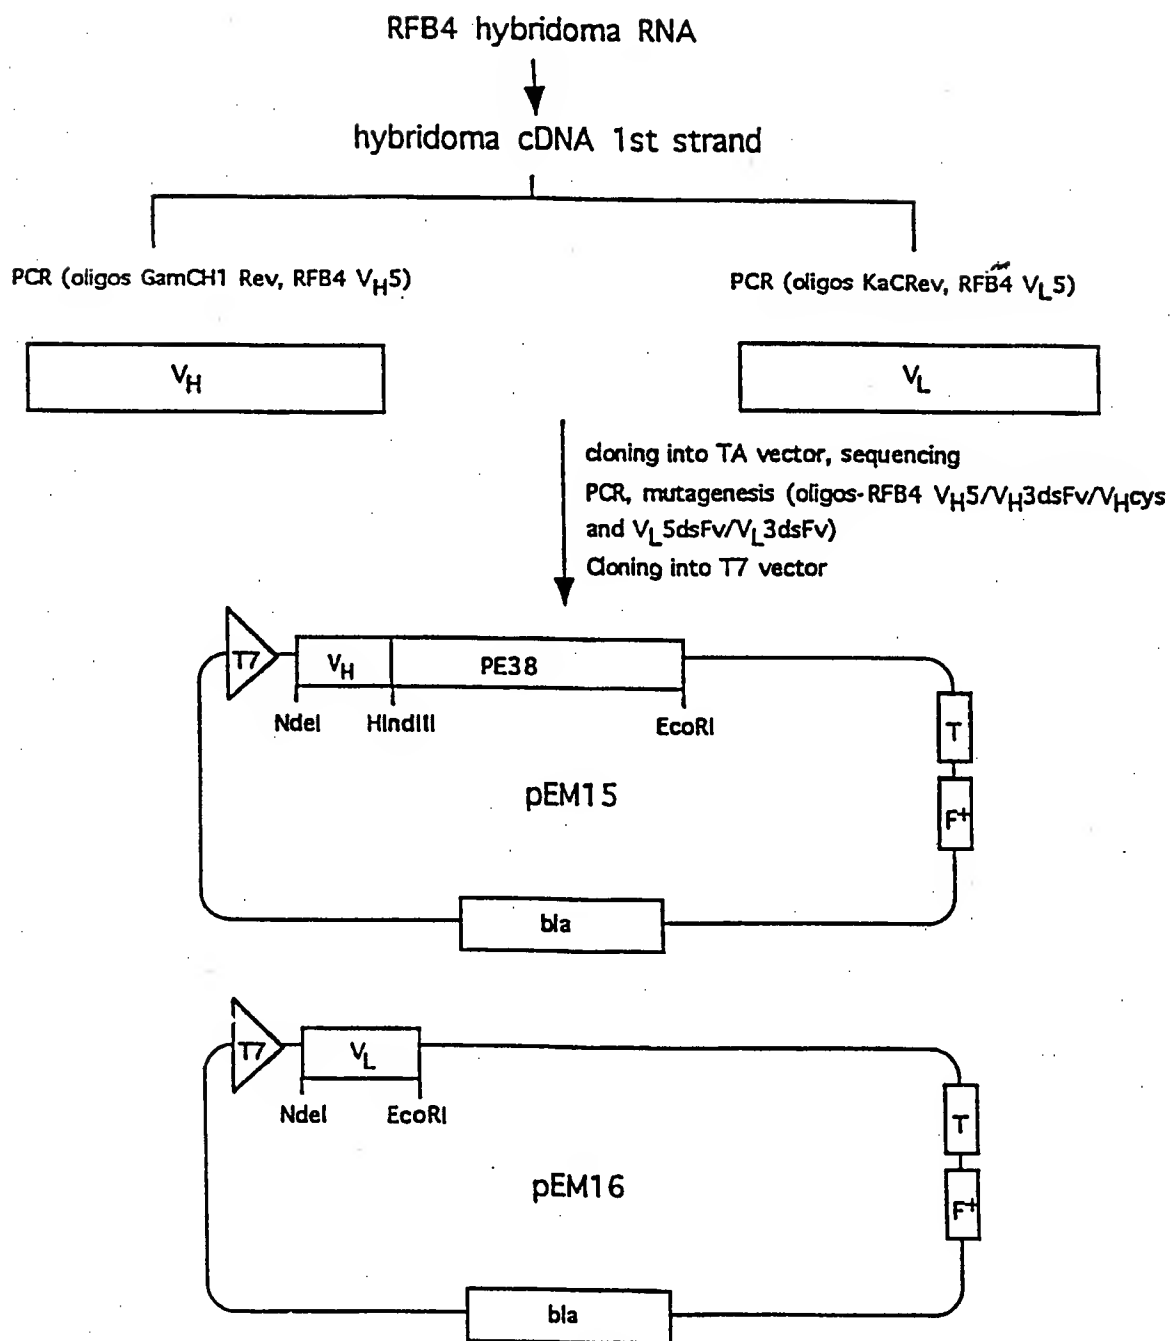 RFB4 hybridoma RNA
hybridoma cDNA 1st strand
PCR (oligos GamCH1 Rev, RFB4 VH5)
PCR (oligos KaCRev, RFB4 VL5)
VH
VL
cloning into TA vector, sequencing
PCR, mutagenesis (oligos-RFB4 VH5/VH3dsFv/VHcys
and VL5dsFv/VL3dsFv)
Cloning into T7 vector
T7
VH
PE38
NdeI
HindIII
EcoRI
T
pEM15
F+
bla
T7
VL
NdeI
EcoRI
T
pEM16
F+
bla